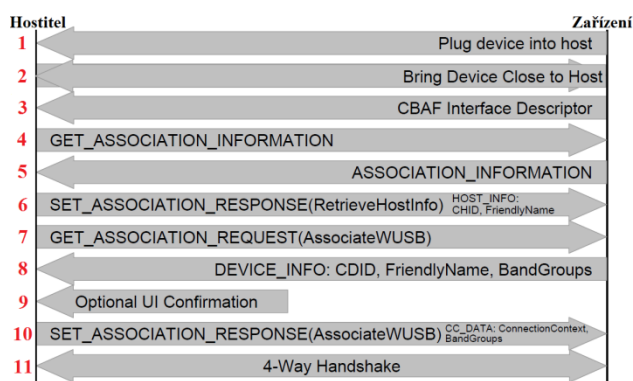 Hostitel Zařízení
1 Plug device into host
2 Bring Device Close to Host
3 CBAF Interface Descriptor
4 GET_ASSOCIATION_INFORMATION
5 ASSOCIATION_INFORMATION
6 SET_ASSOCIATION_RESPONSE(RetrieveHostInfo) HOST_INFO:
CHID, FriendlyName
7 GET_ASSOCIATION_REQUEST(AssociateWUSB)
8 DEVICE_INFO: CDID, FriendlyName, BandGroups
9 Optional UI Confirmation
10 SET_ASSOCIATION_RESPONSE(AssociateWUSB) CC_DATA: ConnectionContext,
BandGroups
11 4-Way Handshake